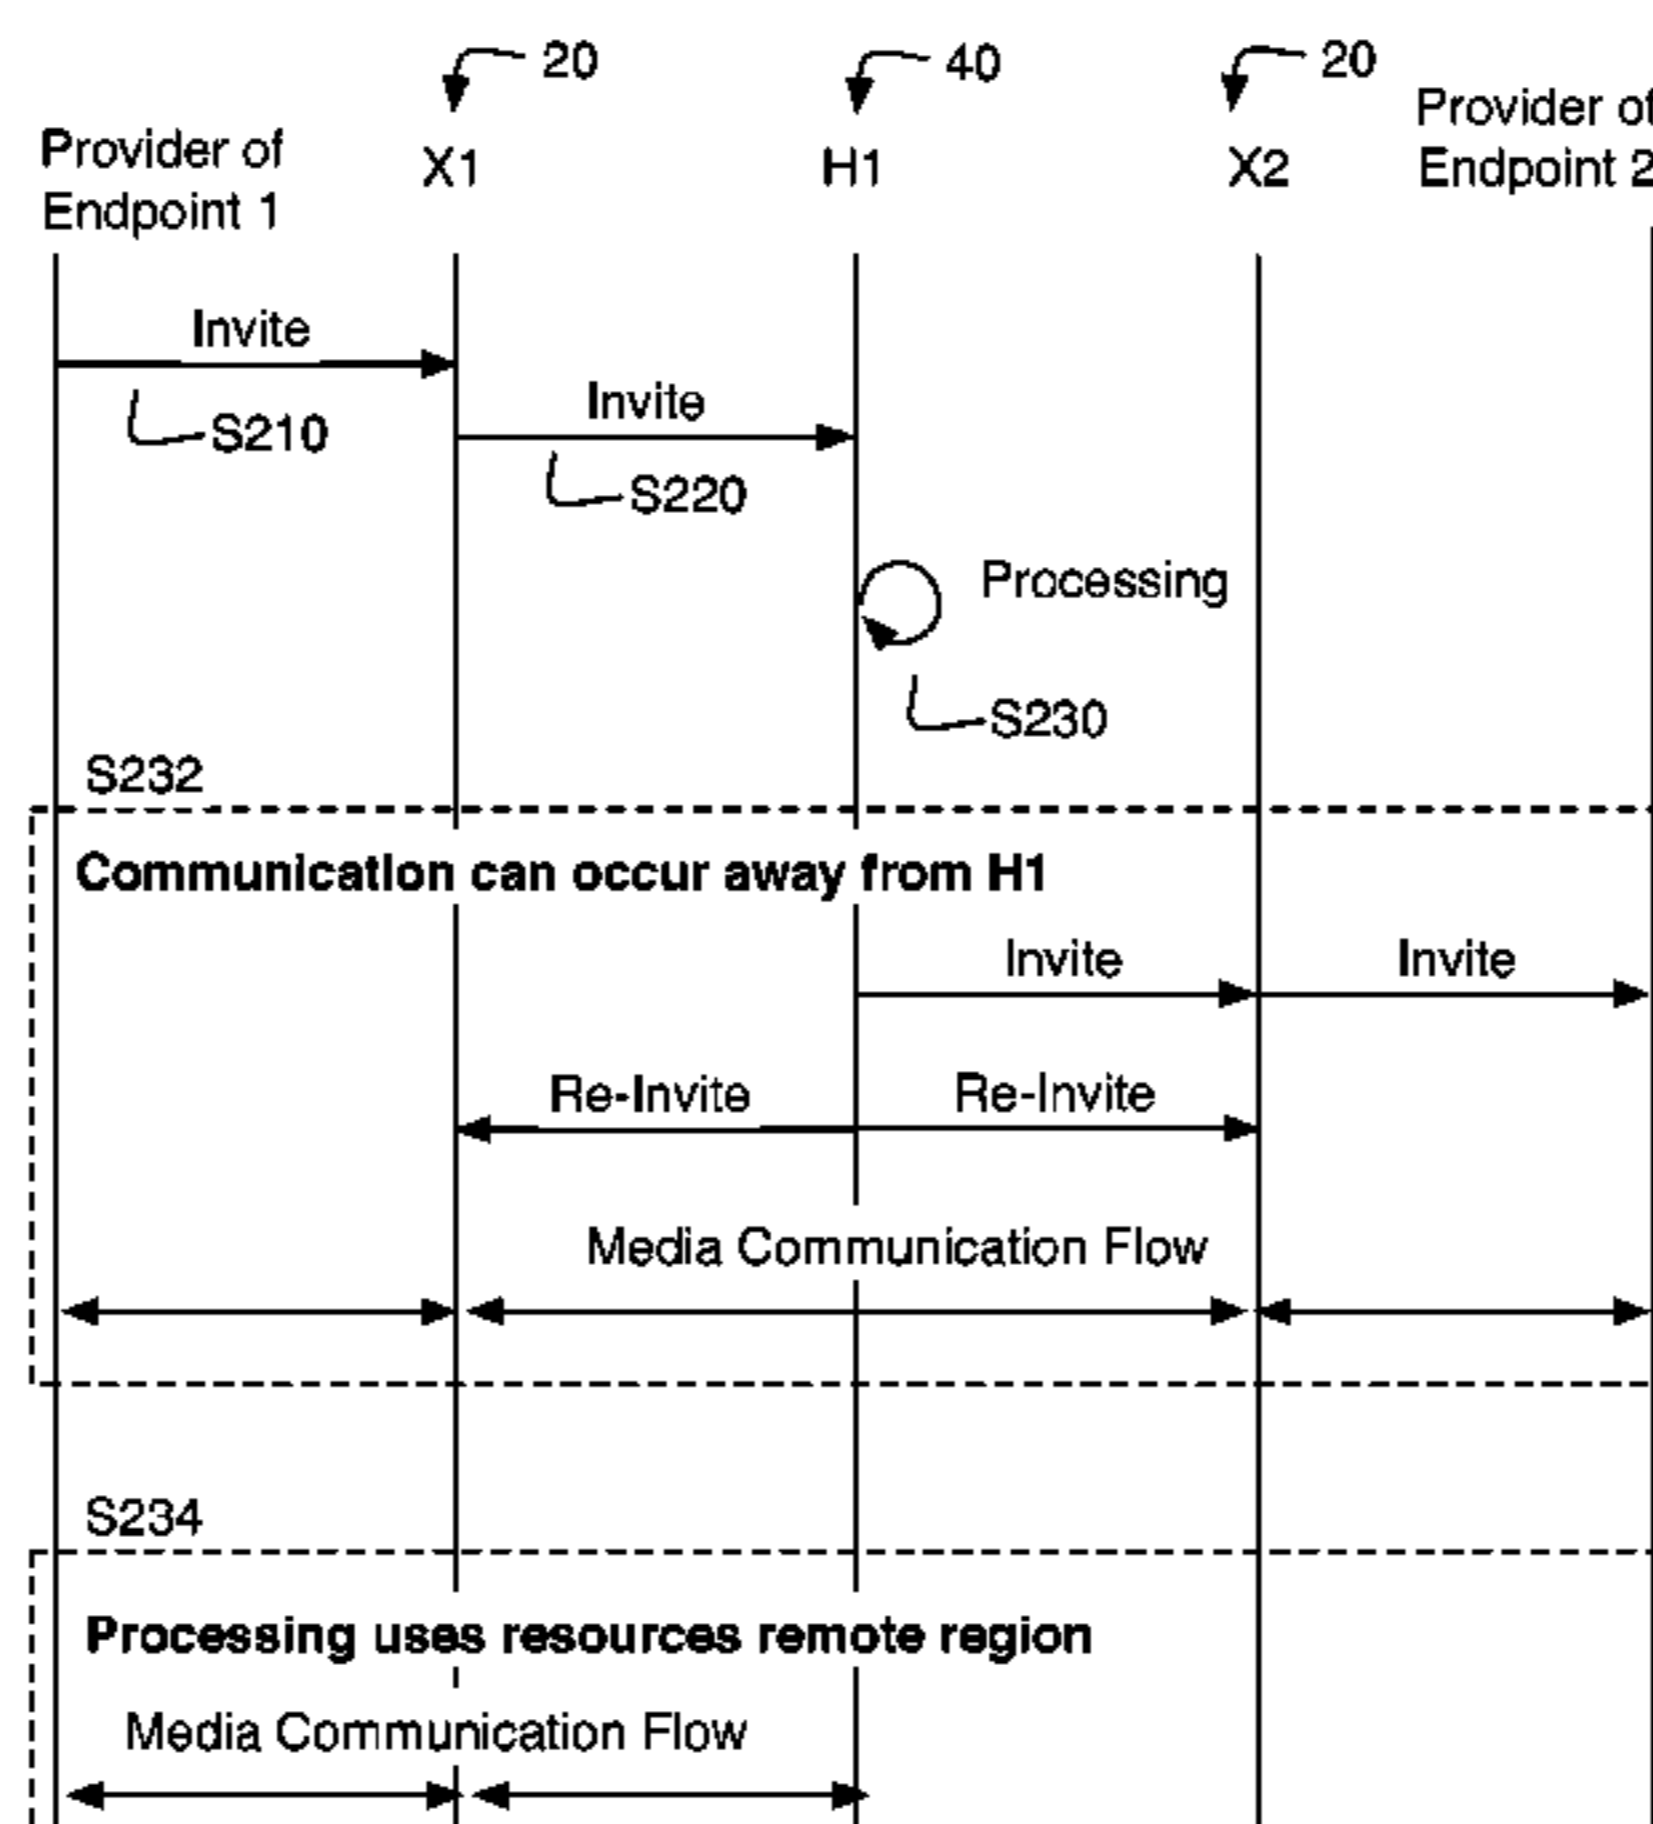 20
40
20
Provider of
Endpoint 1
X1
H1
X2
Provider of
Endpoint 2
Invite
S210
Invite
S220
Processing
S230
S232
Communication can occur away from H1
Invite
Invite
Re-Invite
Re-Invite
Media Communication Flow
S234
Processing uses resources remote region
Media Communication Flow